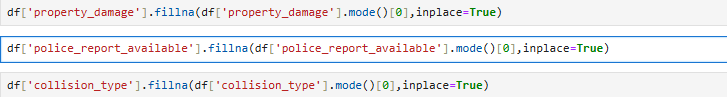 df['property_damage'].fillna(df['property_damage'].mode()[0],inplace=True)
df['police_report_available'].fillna(df['police_report_available'].mode()[0],inplace=True)
df['collision_type'].fillna(df['collision_type'].mode()[0],inplace=True)